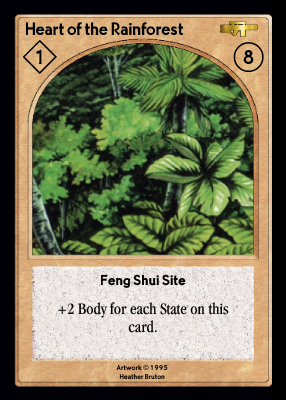 Heart of the Rainforest
1
8
Feng Shui Site
+2 Body for each State on this
card.
Artwork © 1995
Heather Bruton